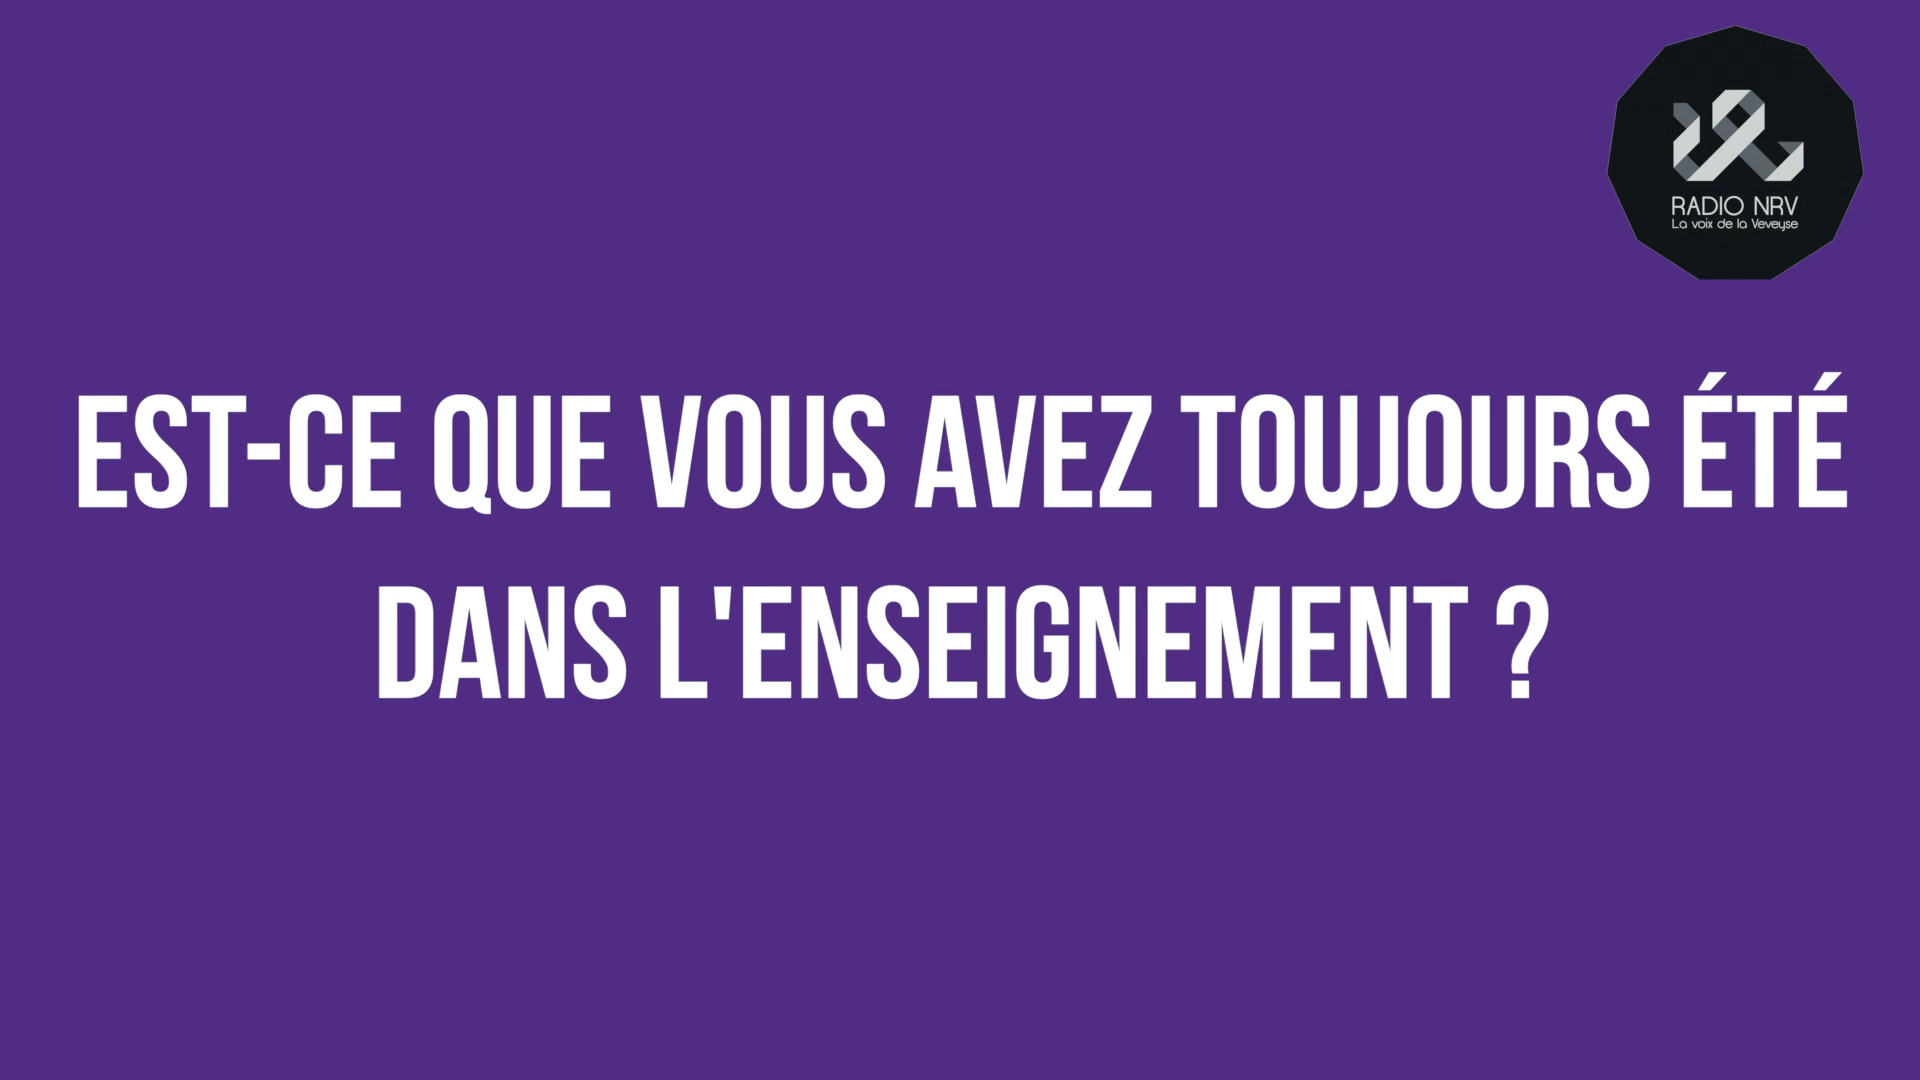 RADIO NRV
La voix de la Veveyse
EST-CE QUE VOUS AVEZ TOUJOURS ÉTÉ
DANS L'ENSEIGNEMENT ?